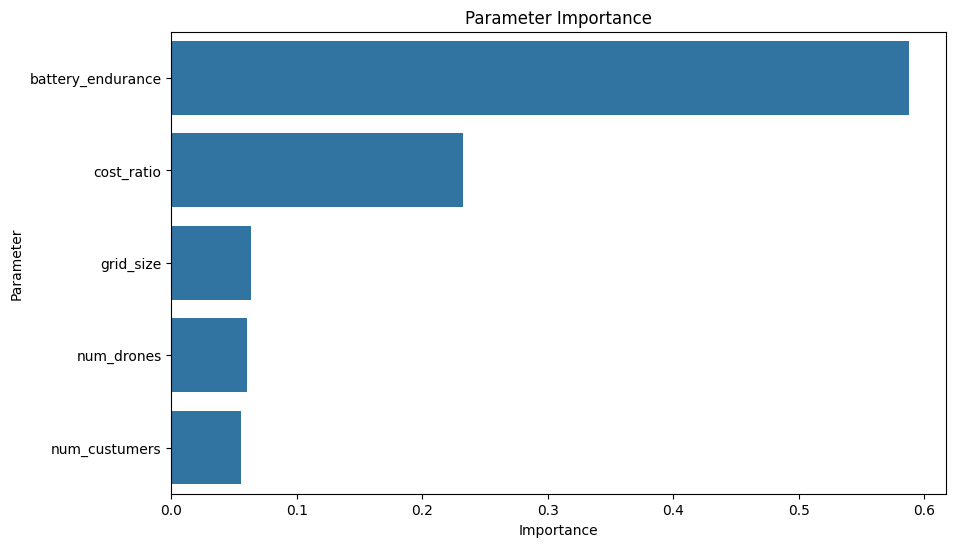 Parameter Importance
Parameter
battery_endurance
cost_ratio
grid_size
num_drones
num_custumers
0.0 0.1 0.2 0.3 0.4 0.5 0.6
Importance